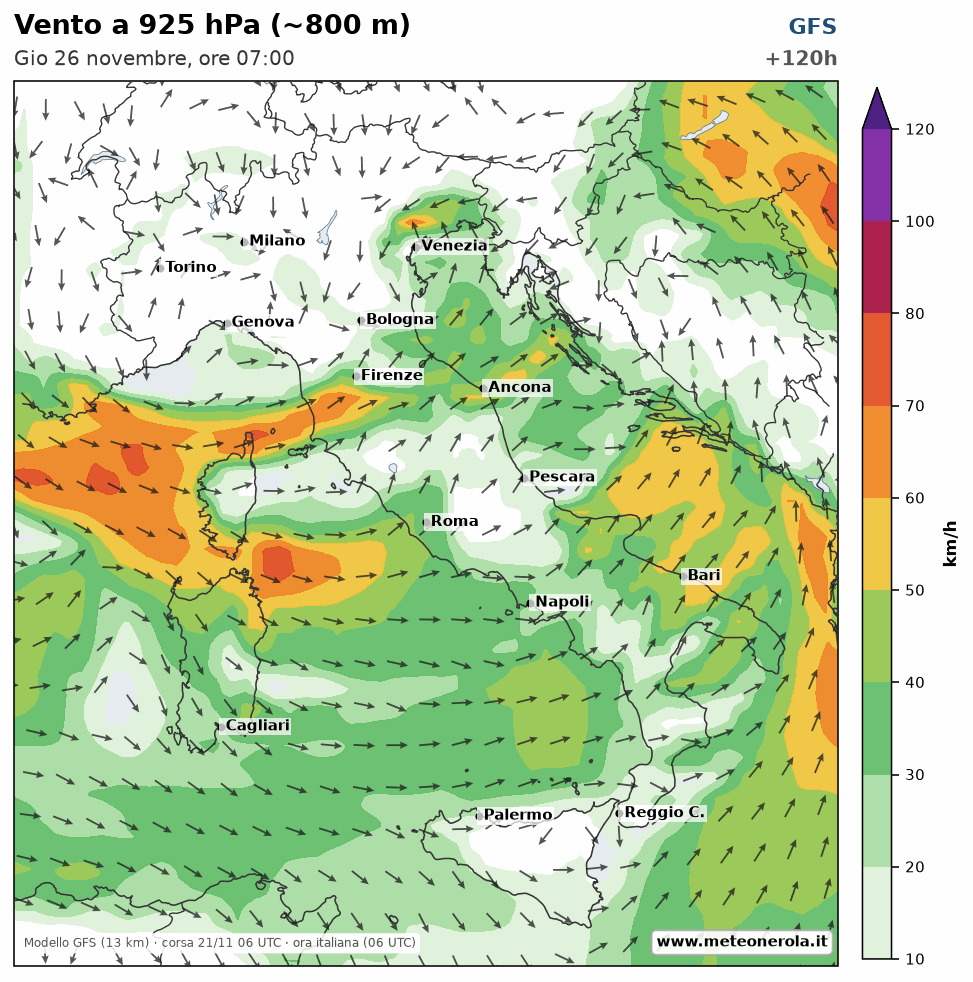 Vento a 925 hPa (~800 m)
GFS
Gio 26 novembre, ore 07:00
+120h
Milano
Venezia
Torino
Genova
Bologna
Firenze
Ancona
Pescara
Roma
Bari
Napoli
Cagliari
Palermo
Reggio C.
120
100
80
70
60
50
40
30
20
10
km/h
Modello GFS (13 km) · corsa 21/11 06 UTC · ora italiana (06 UTC)
www.meteonerola.it